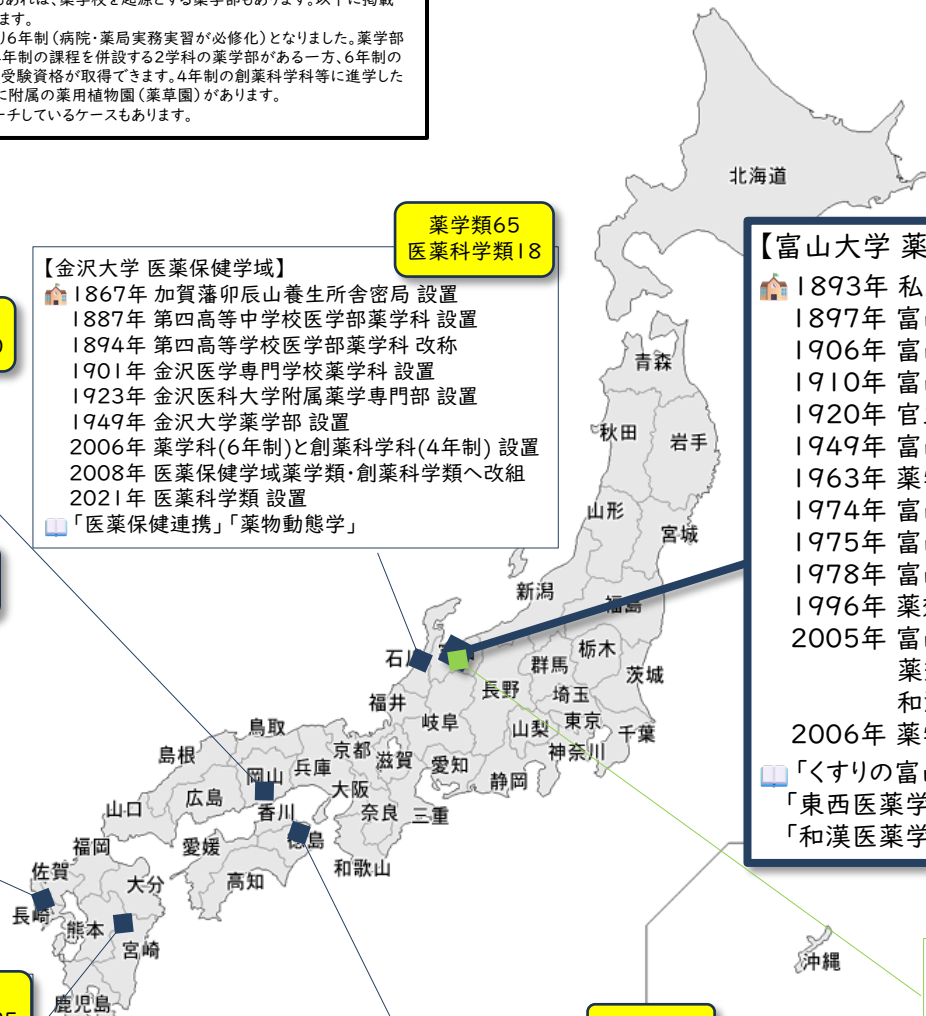 あれば、薬学校を起源とする薬学部もあります。以下に掲載
ます。
り6年制(病院・薬局実務実習が必修化)となりました。薬学部
年制の課程を併設する2学科の薬学部がある一方、6年制の
受験資格が取得できます。4年制の創薬科学科等に進学した
に附属の薬用植物園(薬草園)があります。
ーチしているケースもあります。
薬学類65
医薬科学類18
【金沢大学 医薬保健学域】
1867年 加賀藩卯辰山養生所舎密局 設置
1887年 第四高等中学校医学部薬学科 設置
1894年 第四高等学校医学部薬学科 改称
1901年 金沢医学専門学校薬学科 設置
1923年 金沢医科大学附属薬学専門部 設置
1949年 金沢大学薬学部 設置
2006年 薬学科(6年制)と創薬科学科(4年制) 設置
2008年 医薬保健学域薬学類・創薬科学類へ改組
2021年 医薬科学類 設置
「医薬保健連携」「薬物動態学」
【富山大学 薬
1893年 私
1897年 富
1906年 富
1910年 富
1920年 官
1949年 富
1963年 薬
1974年 富
1975年 富
1978年 富
1996年 薬
2005年 富
薬
和
2006年 薬
「くすりの富
「東西医薬学
「和漢医薬学
北海道
青森
秋田
岩手
山形
宮城
新潟
福島
石川
群馬
栃木
茨城
福井
長野
埼玉
岐阜
山梨
東京
千葉
神奈川
鳥取
島根
京都
滋賀
愛知
静岡
岡山
兵庫
大阪
広島
奈良
三重
山口
香川
徳島
福岡
愛媛
和歌山
佐賀
大分
高知
長崎
熊本
宮崎
沖縄
鹿児島